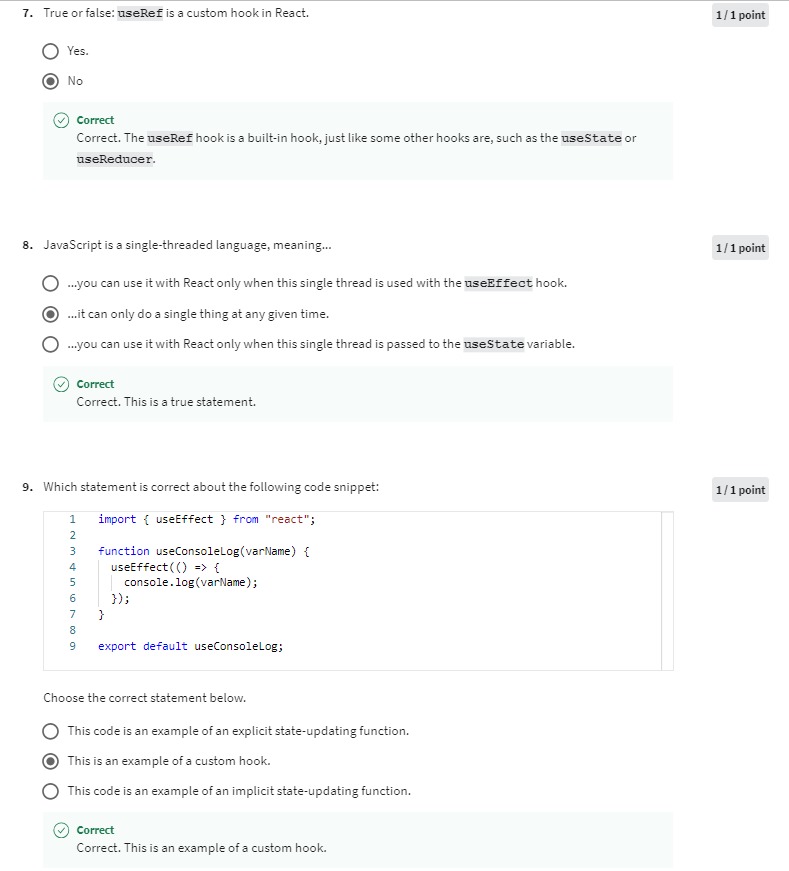 7. True or false: useRef is a custom hook in React.
1 / 1 point
Yes.
No
Correct
Correct. The useRef hook is a built-in hook, just like some other hooks are, such as the useState or
useReducer.
8. JavaScript is a single-threaded language, meaning...
1 / 1 point
...you can use it with React only when this single thread is used with the useEffect hook.
...it can only do a single thing at any given time.
...you can use it with React only when this single thread is passed to the useState variable.
Correct
Correct. This is a true statement.
9. Which statement is correct about the following code snippet:
1 / 1 point
1 import { useEffect } from "react";
2
3 function useConsoleLog(varName) {
4 useEffect(() => {
5 console.log(varName);
6 });
7 }
8
9 export default useConsoleLog;
Choose the correct statement below.
This code is an example of an explicit state-updating function.
This is an example of a custom hook.
This code is an example of an implicit state-updating function.
Correct
Correct. This is an example of a custom hook.